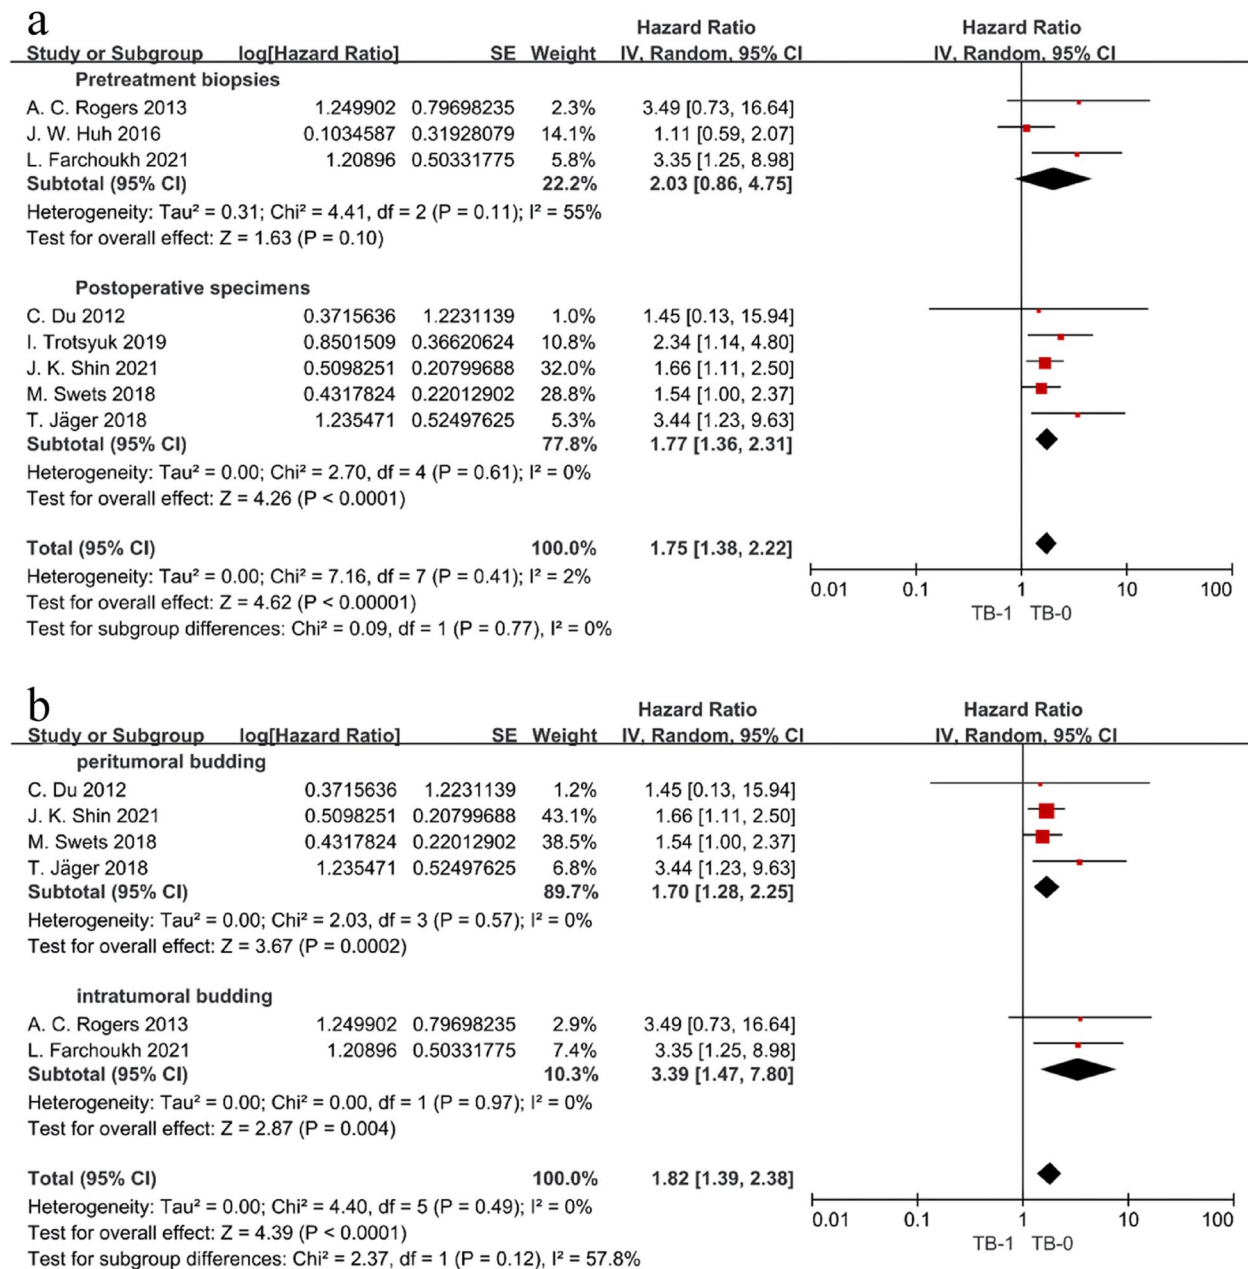 a
Hazard Ratio Hazard Ratio
Study or Subgroup log[Hazard Ratio] SE Weight IV, Random, 95% CI IV, Random, 95% CI
Pretreatment biopsies
A. C. Rogers 2013 1.249902 0.79698235 2.3% 3.49 [0.73, 16.64]
J. W. Huh 2016 0.1034587 0.31928079 14.1% 1.11 [0.59, 2.07]
L. Farchoukh 2021 1.20896 0.50331775 5.8% 3.35 [1.25, 8.98]
Subtotal (95% CI) 22.2% 2.03 [0.86, 4.75]
Heterogeneity: Tau² = 0.31; Chi² = 4.41, df = 2 (P = 0.11); I² = 55%
Test for overall effect: Z = 1.63 (P = 0.10)
Postoperative specimens
C. Du 2012 0.3715636 1.2231139 1.0% 1.45 [0.13, 15.94]
I. Trotsyuk 2019 0.8501509 0.36620624 10.8% 2.34 [1.14, 4.80]
J. K. Shin 2021 0.5098251 0.20799688 32.0% 1.66 [1.11, 2.50]
M. Swets 2018 0.4317824 0.22012902 28.8% 1.54 [1.00, 2.37]
T. Jäger 2018 1.235471 0.52497625 5.3% 3.44 [1.23, 9.63]
Subtotal (95% CI) 77.8% 1.77 [1.36, 2.31]
Heterogeneity: Tau² = 0.00; Chi² = 2.70, df = 4 (P = 0.61); I² = 0%
Test for overall effect: Z = 4.26 (P < 0.0001)
Total (95% CI) 100.0% 1.75 [1.38, 2.22]
Heterogeneity: Tau² = 0.00; Chi² = 7.16, df = 7 (P = 0.41); I² = 2%
Test for overall effect: Z = 4.62 (P < 0.00001)
Test for subgroup differences: Chi² = 0.09, df = 1 (P = 0.77), I² = 0%
0.01 0.1 1 10 100
TB-1 TB-0
b
Hazard Ratio Hazard Ratio
Study or Subgroup log[Hazard Ratio] SE Weight IV, Random, 95% CI IV, Random, 95% CI
peritumoral budding
C. Du 2012 0.3715636 1.2231139 1.2% 1.45 [0.13, 15.94]
J. K. Shin 2021 0.5098251 0.20799688 43.1% 1.66 [1.11, 2.50]
M. Swets 2018 0.4317824 0.22012902 38.5% 1.54 [1.00, 2.37]
T. Jäger 2018 1.235471 0.52497625 6.8% 3.44 [1.23, 9.63]
Subtotal (95% CI) 89.7% 1.70 [1.28, 2.25]
Heterogeneity: Tau² = 0.00; Chi² = 2.03, df = 3 (P = 0.57); I² = 0%
Test for overall effect: Z = 3.67 (P = 0.0002)
intratumoral budding
A. C. Rogers 2013 1.249902 0.79698235 2.9% 3.49 [0.73, 16.64]
L. Farchoukh 2021 1.20896 0.50331775 7.4% 3.35 [1.25, 8.98]
Subtotal (95% CI) 10.3% 3.39 [1.47, 7.80]
Heterogeneity: Tau² = 0.00; Chi² = 0.00, df = 1 (P = 0.97); I² = 0%
Test for overall effect: Z = 2.87 (P = 0.004)
Total (95% CI) 100.0% 1.82 [1.39, 2.38]
Heterogeneity: Tau² = 0.00; Chi² = 4.40, df = 5 (P = 0.49); I² = 0%
Test for overall effect: Z = 4.39 (P < 0.0001)
Test for subgroup differences: Chi² = 2.37, df = 1 (P = 0.12), I² = 57.8%
0.01 0.1 1 10 100
TB-1 TB-0